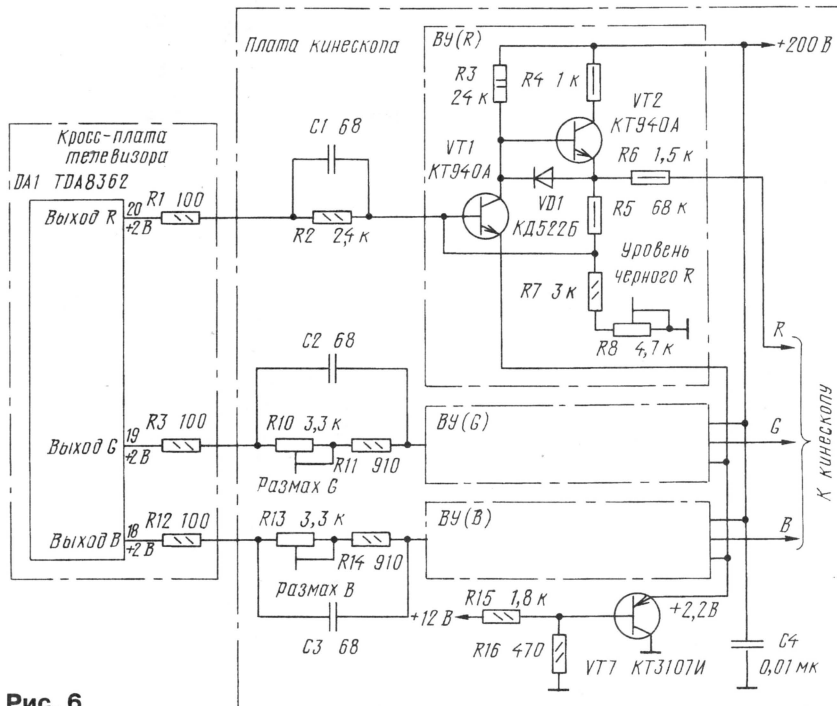 Плата кинескопа
ВУ(R)
+200 В
R3
24 к
R4 1 к
VT2
КТ940А
VT1
КТ940А
R6 1,5 к
VD1
КД522Б
R5
68 к
Уровень
черного R
R7 3 к
R8 4,7 к
Кросс-плата
телевизора
DA1 TDA8362
Выход R
20
+2 В
R1 100
C1 68
R2 2,4 к
R
C2 68
Выход G
19
+2 В
R3 100
R10 3,3 к
R11 910
Размах G
ВУ(G)
G
К кинескопу
Выход В
18
+2 В
R12 100
R13 3,3 к
R14 910
Размах В
C3 68
ВУ(В)
В
+12 В
R15 1,8 к
R16 470
+2,2 В
VT7 КТ3107И
C4
0,01 мк
Рис. 6